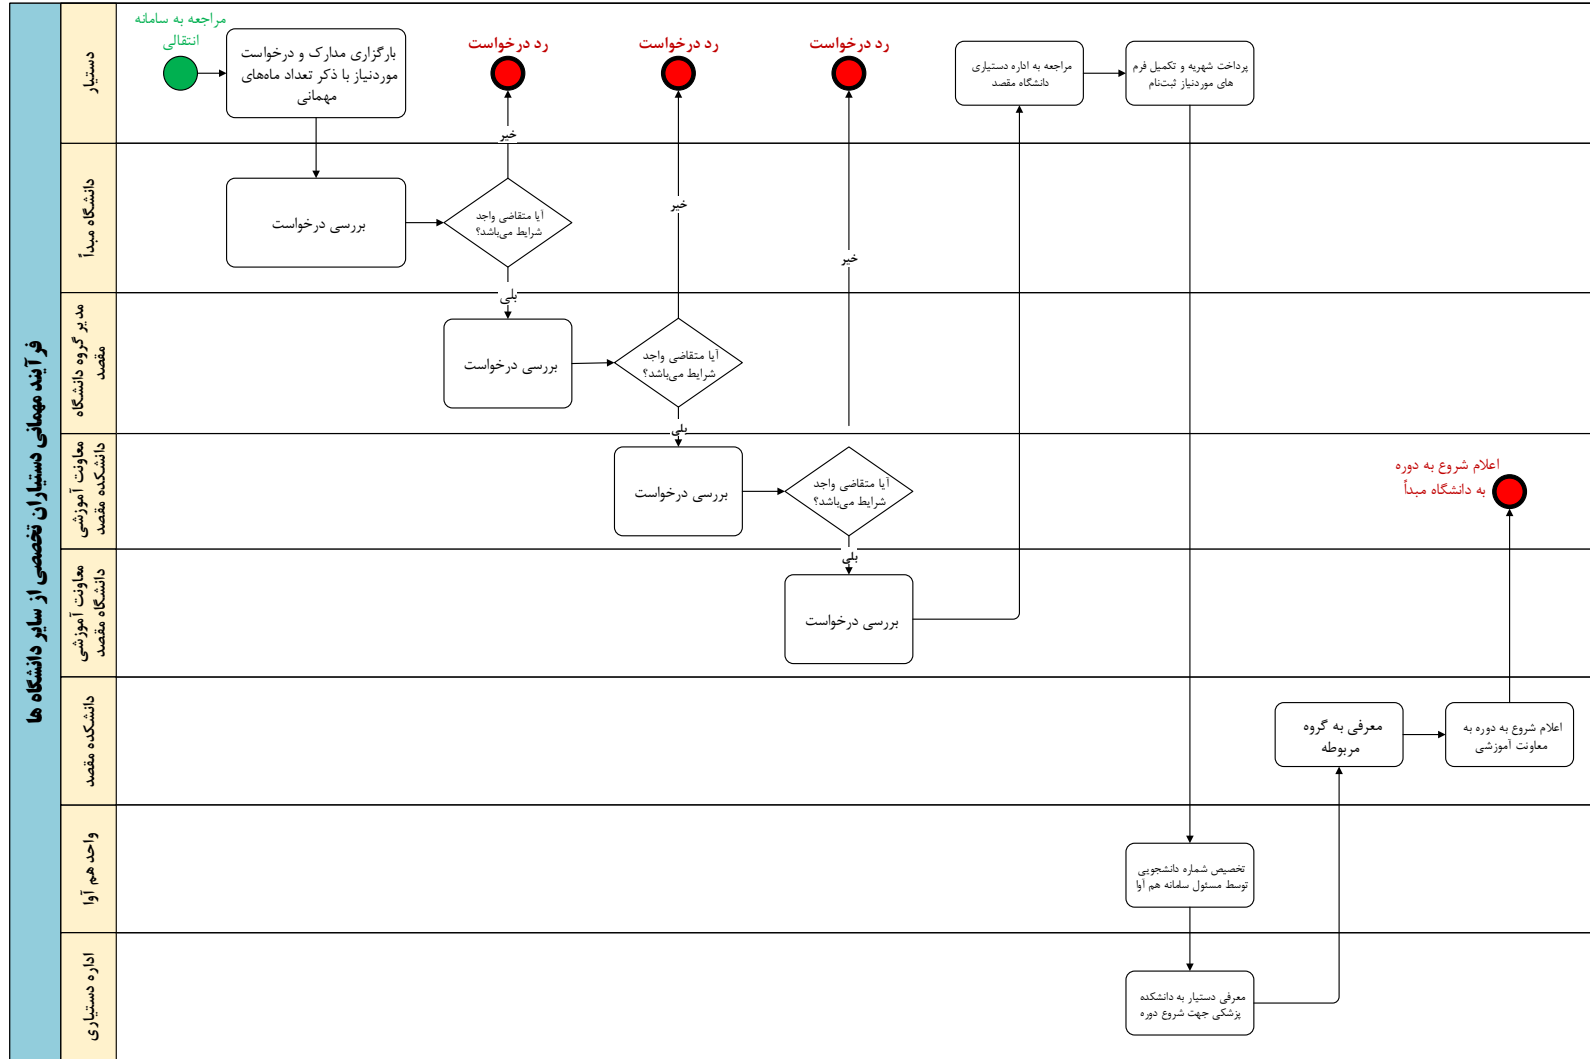 فرآیند مهمانی دستیاران تخصصی از سایر دانشگاه ها
دستیار
مراجعه به سامانه
انتقالی
بارگزاری مدارک و درخواست
موردنیاز با ذکر تعداد ماه‌های
مهمانی
رد درخواست
رد درخواست
رد درخواست
مراجعه به اداره دستیاری
دانشگاه مقصد
پرداخت شهریه و تکمیل فرم
های موردنیاز ثبت‌نام
خیر
دانشگاه مبدأ
بررسی درخواست
آیا متقاضی واجد
شرایط می‌باشد؟
خیر
خیر
بلی
مدیر گروه دانشگاه
مقصد
بررسی درخواست
آیا متقاضی واجد
شرایط می‌باشد؟
بلی
معاونت آموزشی
دانشکده مقصد
بررسی درخواست
آیا متقاضی واجد
شرایط می‌باشد؟
اعلام شروع به دوره
به دانشگاه مبدأ
بلی
معاونت آموزشی
دانشگاه مقصد
بررسی درخواست
دانشکده مقصد
معرفی به گروه
مربوطه
اعلام شروع به دوره به
معاونت آموزشی
واحد هم آوا
تخصیص شماره دانشجویی
توسط مسئول سامانه هم آوا
اداره دستیاری
معرفی دستیار به دانشکده
پزشکی جهت شروع دوره